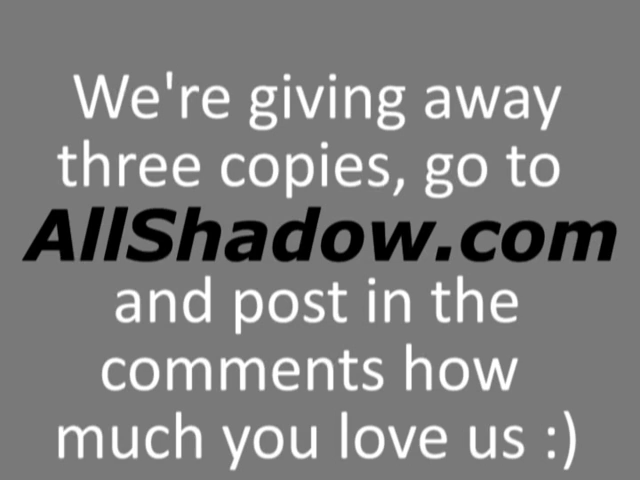 We're giving away
three copies, go to
AllShadow.com
and post in the
comments how
much you love us :)